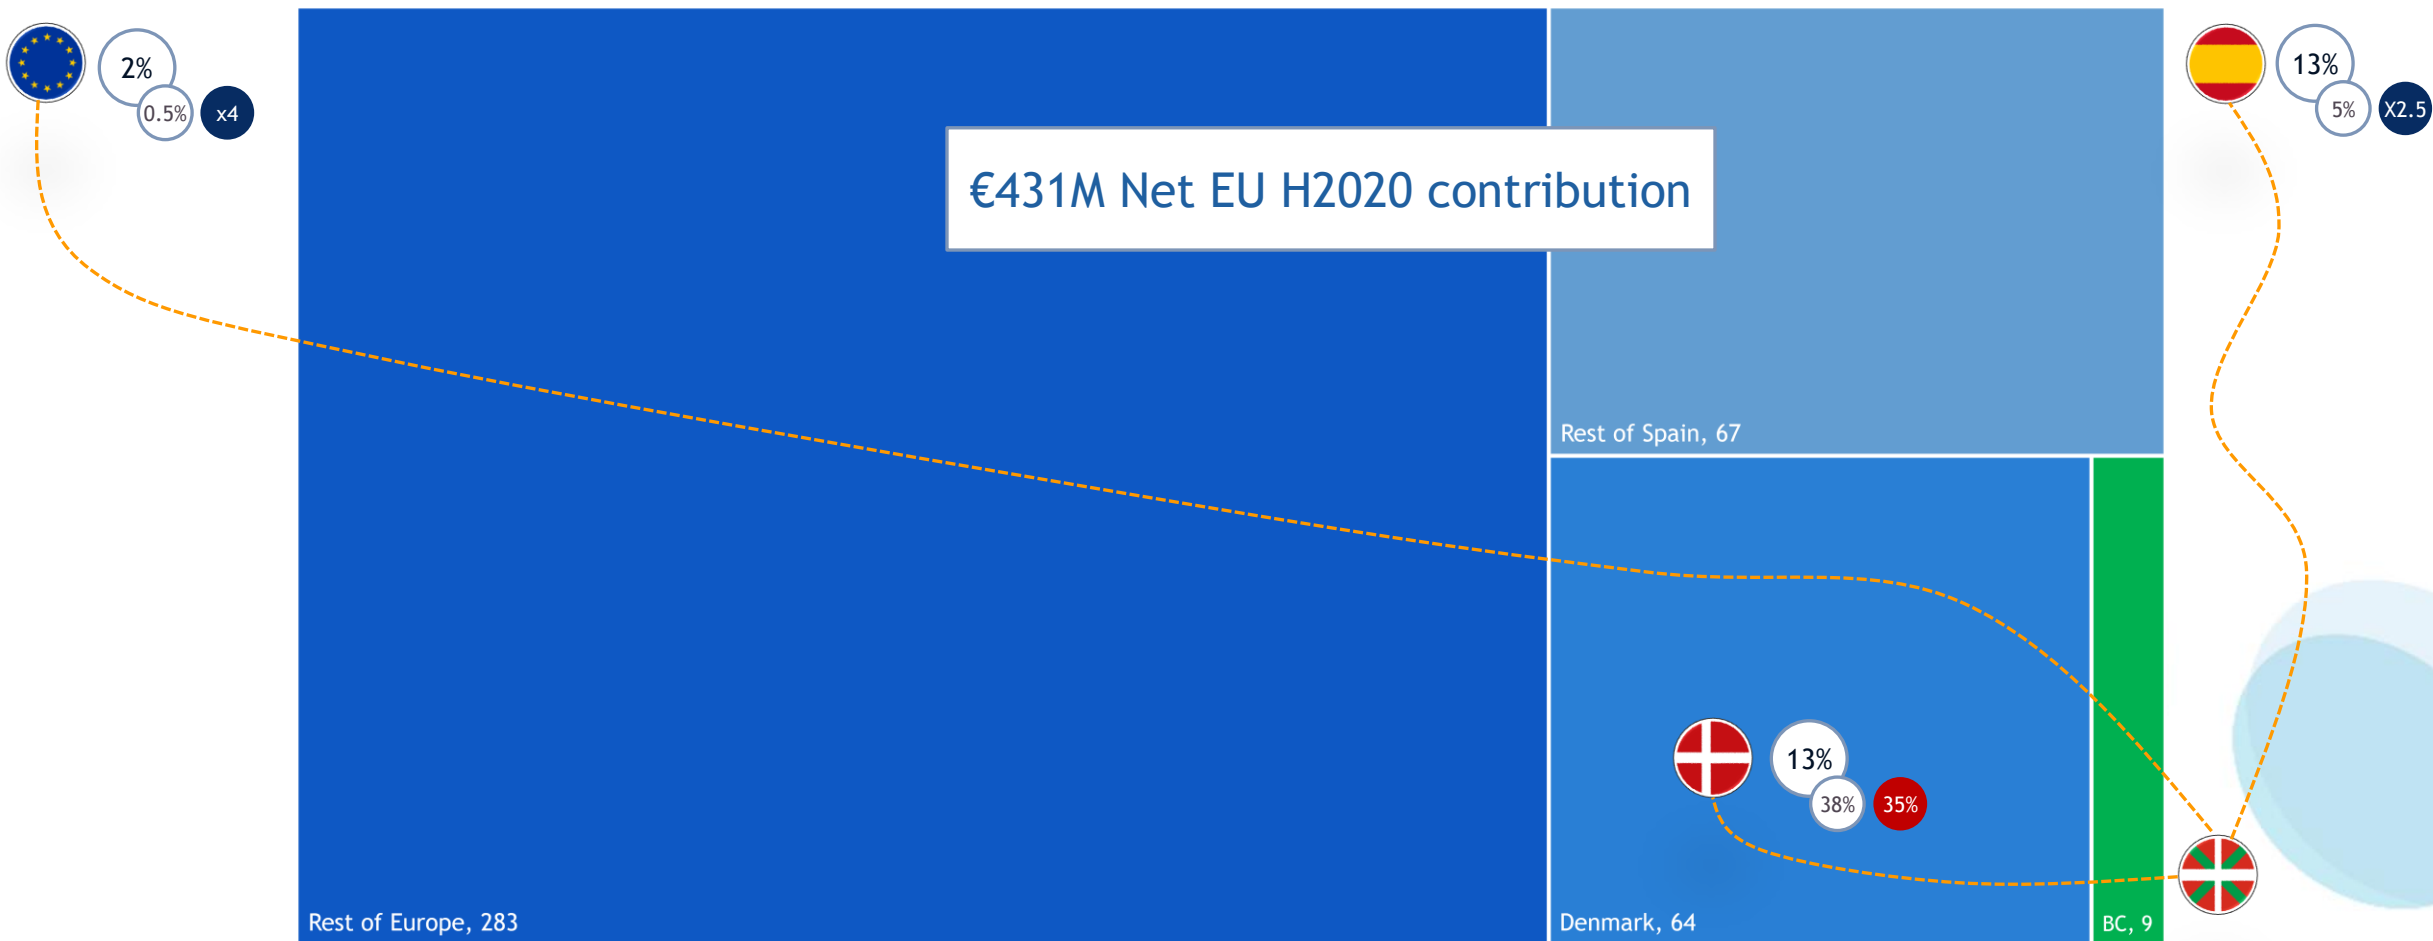 2%
0.5%
x4
€431M Net EU H2020 contribution
13%
5%
X2.5
Rest of Spain, 67
13%
38%
35%
Rest of Europe, 283
Denmark, 64
BC, 9